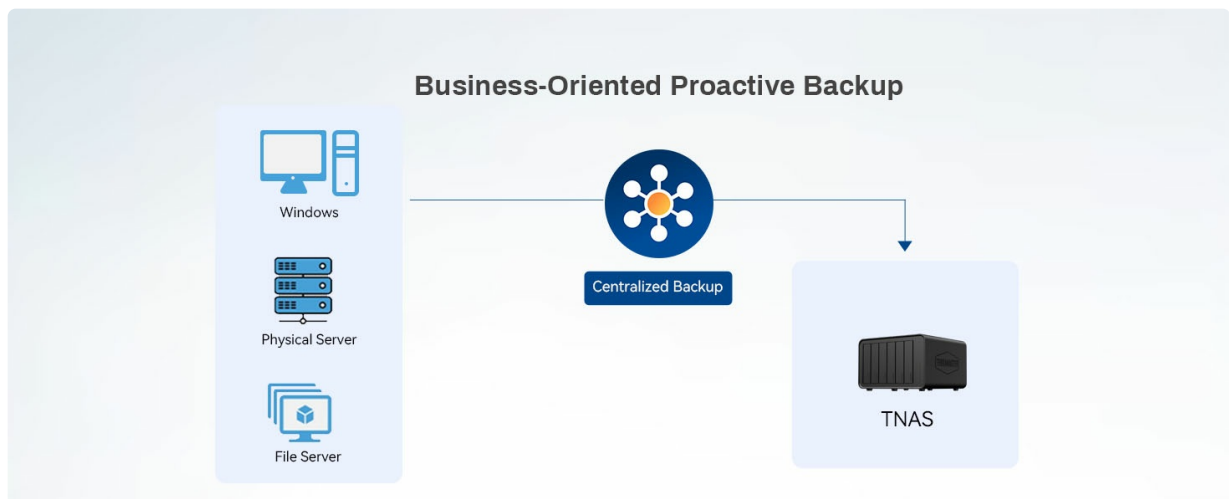 Business-Oriented Proactive Backup
Windows
Physical Server
File Server
Centralized Backup
TNAS